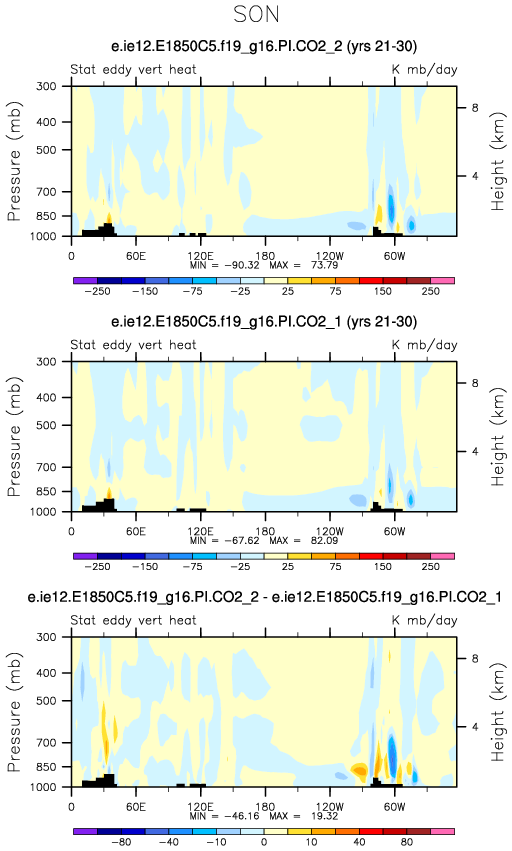 SON
e.ie12.E1850C5.f19_g16.PI.CO2_2 (yrs 21-30)
Stat eddy vert heat K mb/day
300
400
500
700
850
1000
Pressure (mb)
8
4
Height (km)
0 60E 120E 180 120W 60W
MIN = -90.32 MAX = 73.79
-250 -150 -75 -25 25 75 150 250
e.ie12.E1850C5.f19_g16.PI.CO2_1 (yrs 21-30)
Stat eddy vert heat K mb/day
300
400
500
700
850
1000
Pressure (mb)
8
4
Height (km)
0 60E 120E 180 120W 60W
MIN = -67.62 MAX = 82.09
-250 -150 -75 -25 25 75 150 250
e.ie12.E1850C5.f19_g16.PI.CO2_2 - e.ie12.E1850C5.f19_g16.PI.CO2_1
Stat eddy vert heat K mb/day
300
400
500
700
850
1000
Pressure (mb)
8
4
Height (km)
0 60E 120E 180 120W 60W
MIN = -46.16 MAX = 19.32
-80 -40 -10 0 10 40 80